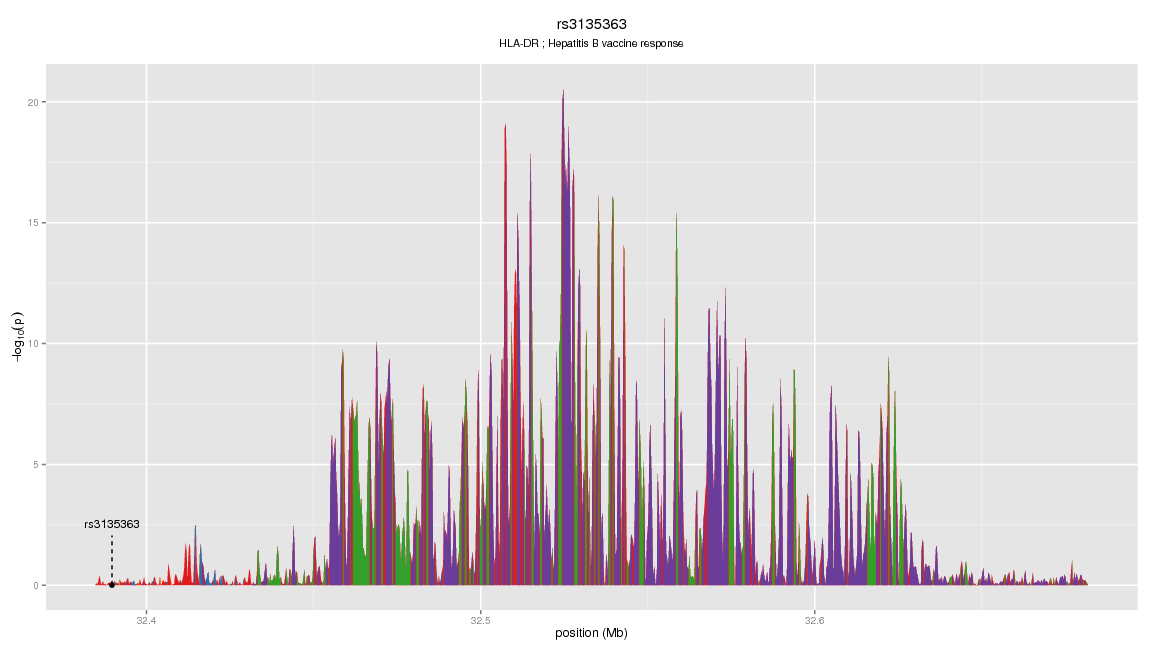 rs3135363
HLA-DR ; Hepatitis B vaccine response
20
15
10
5
0
−log10(p)
rs3135363
32.4
32.5
32.6
position (Mb)